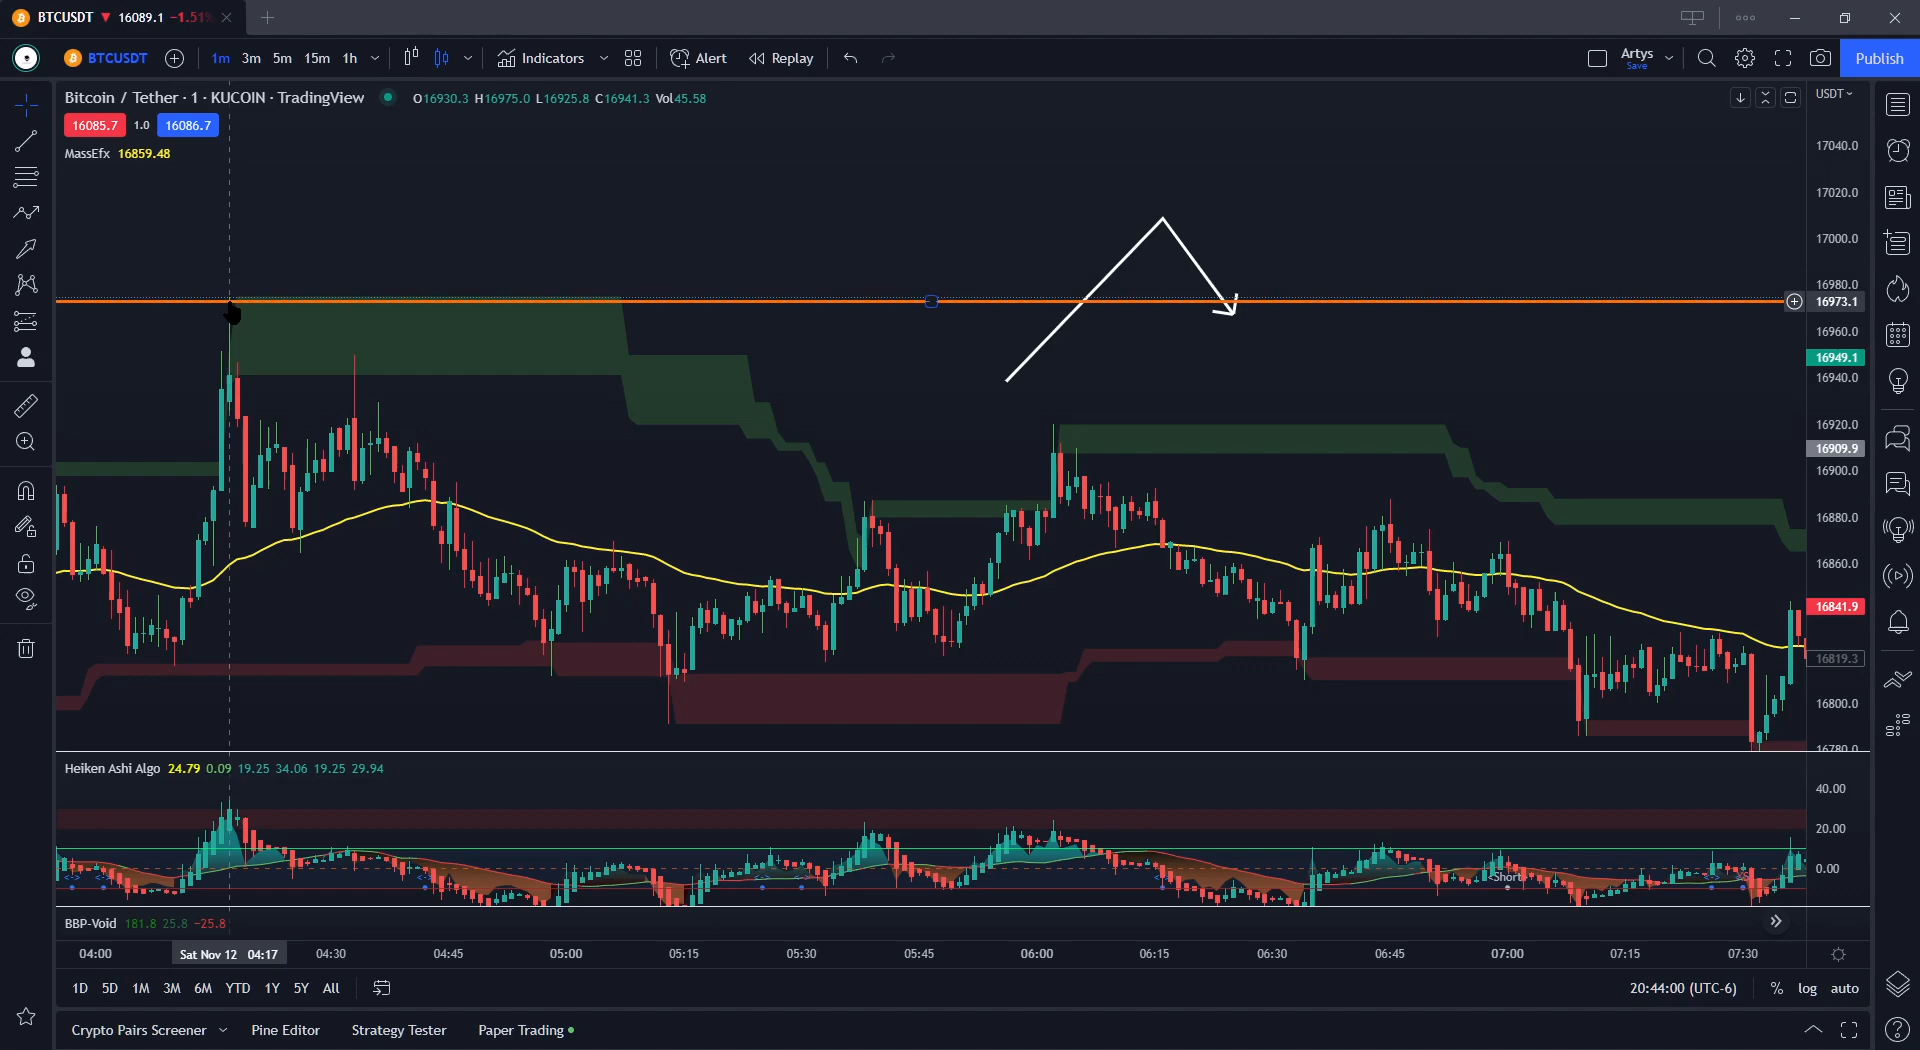 BTCUSDT ▼ 16089.1 −1.51%
BTCUSDT 1m 3m 5m 15m 1h Indicators Alert Replay Artys Save Publish
Bitcoin / Tether · 1 · KUCOIN · TradingView O16930.3 H16975.0 L16925.8 C16941.3 Vol45.58
USDT
16085.7 1.0 16086.7
MassEfx 16859.48
17040.0
17020.0
17000.0
16980.0
16973.1
16960.0
16949.1
16940.0
16920.0
16909.9
16900.0
16880.0
16860.0
16841.9
16819.3
16800.0
16780.0
Heiken Ashi Algo 24.79 0.09 19.25 34.06 19.25 29.94
40.00
20.00
0.00
Short
BBP-Void 181.8 25.8 −25.8
04:00 Sat Nov 12 04:17 04:30 04:45 05:00 05:15 05:30 05:45 06:00 06:15 06:30 06:45 07:00 07:15 07:30
1D 5D 1M 3M 6M YTD 1Y 5Y All 20:44:00 (UTC-6) % log auto
Crypto Pairs Screener Pine Editor Strategy Tester Paper Trading